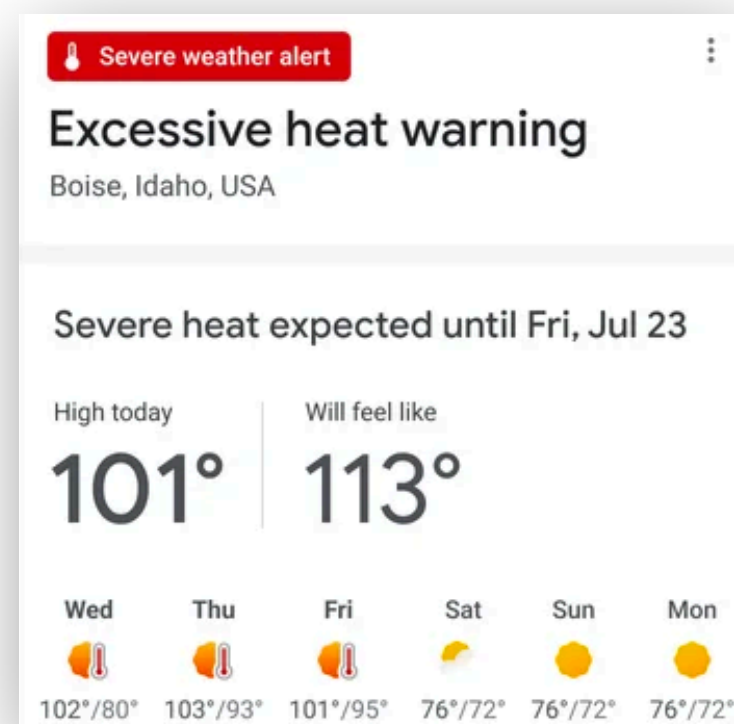 Severe weather alert
Excessive heat warning
Boise, Idaho, USA
Severe heat expected until Fri, Jul 23
High today Will feel like
101° 113°
Wed Thu Fri Sat Sun Mon
102°/80° 103°/93° 101°/95° 76°/72° 76°/72° 76°/72°